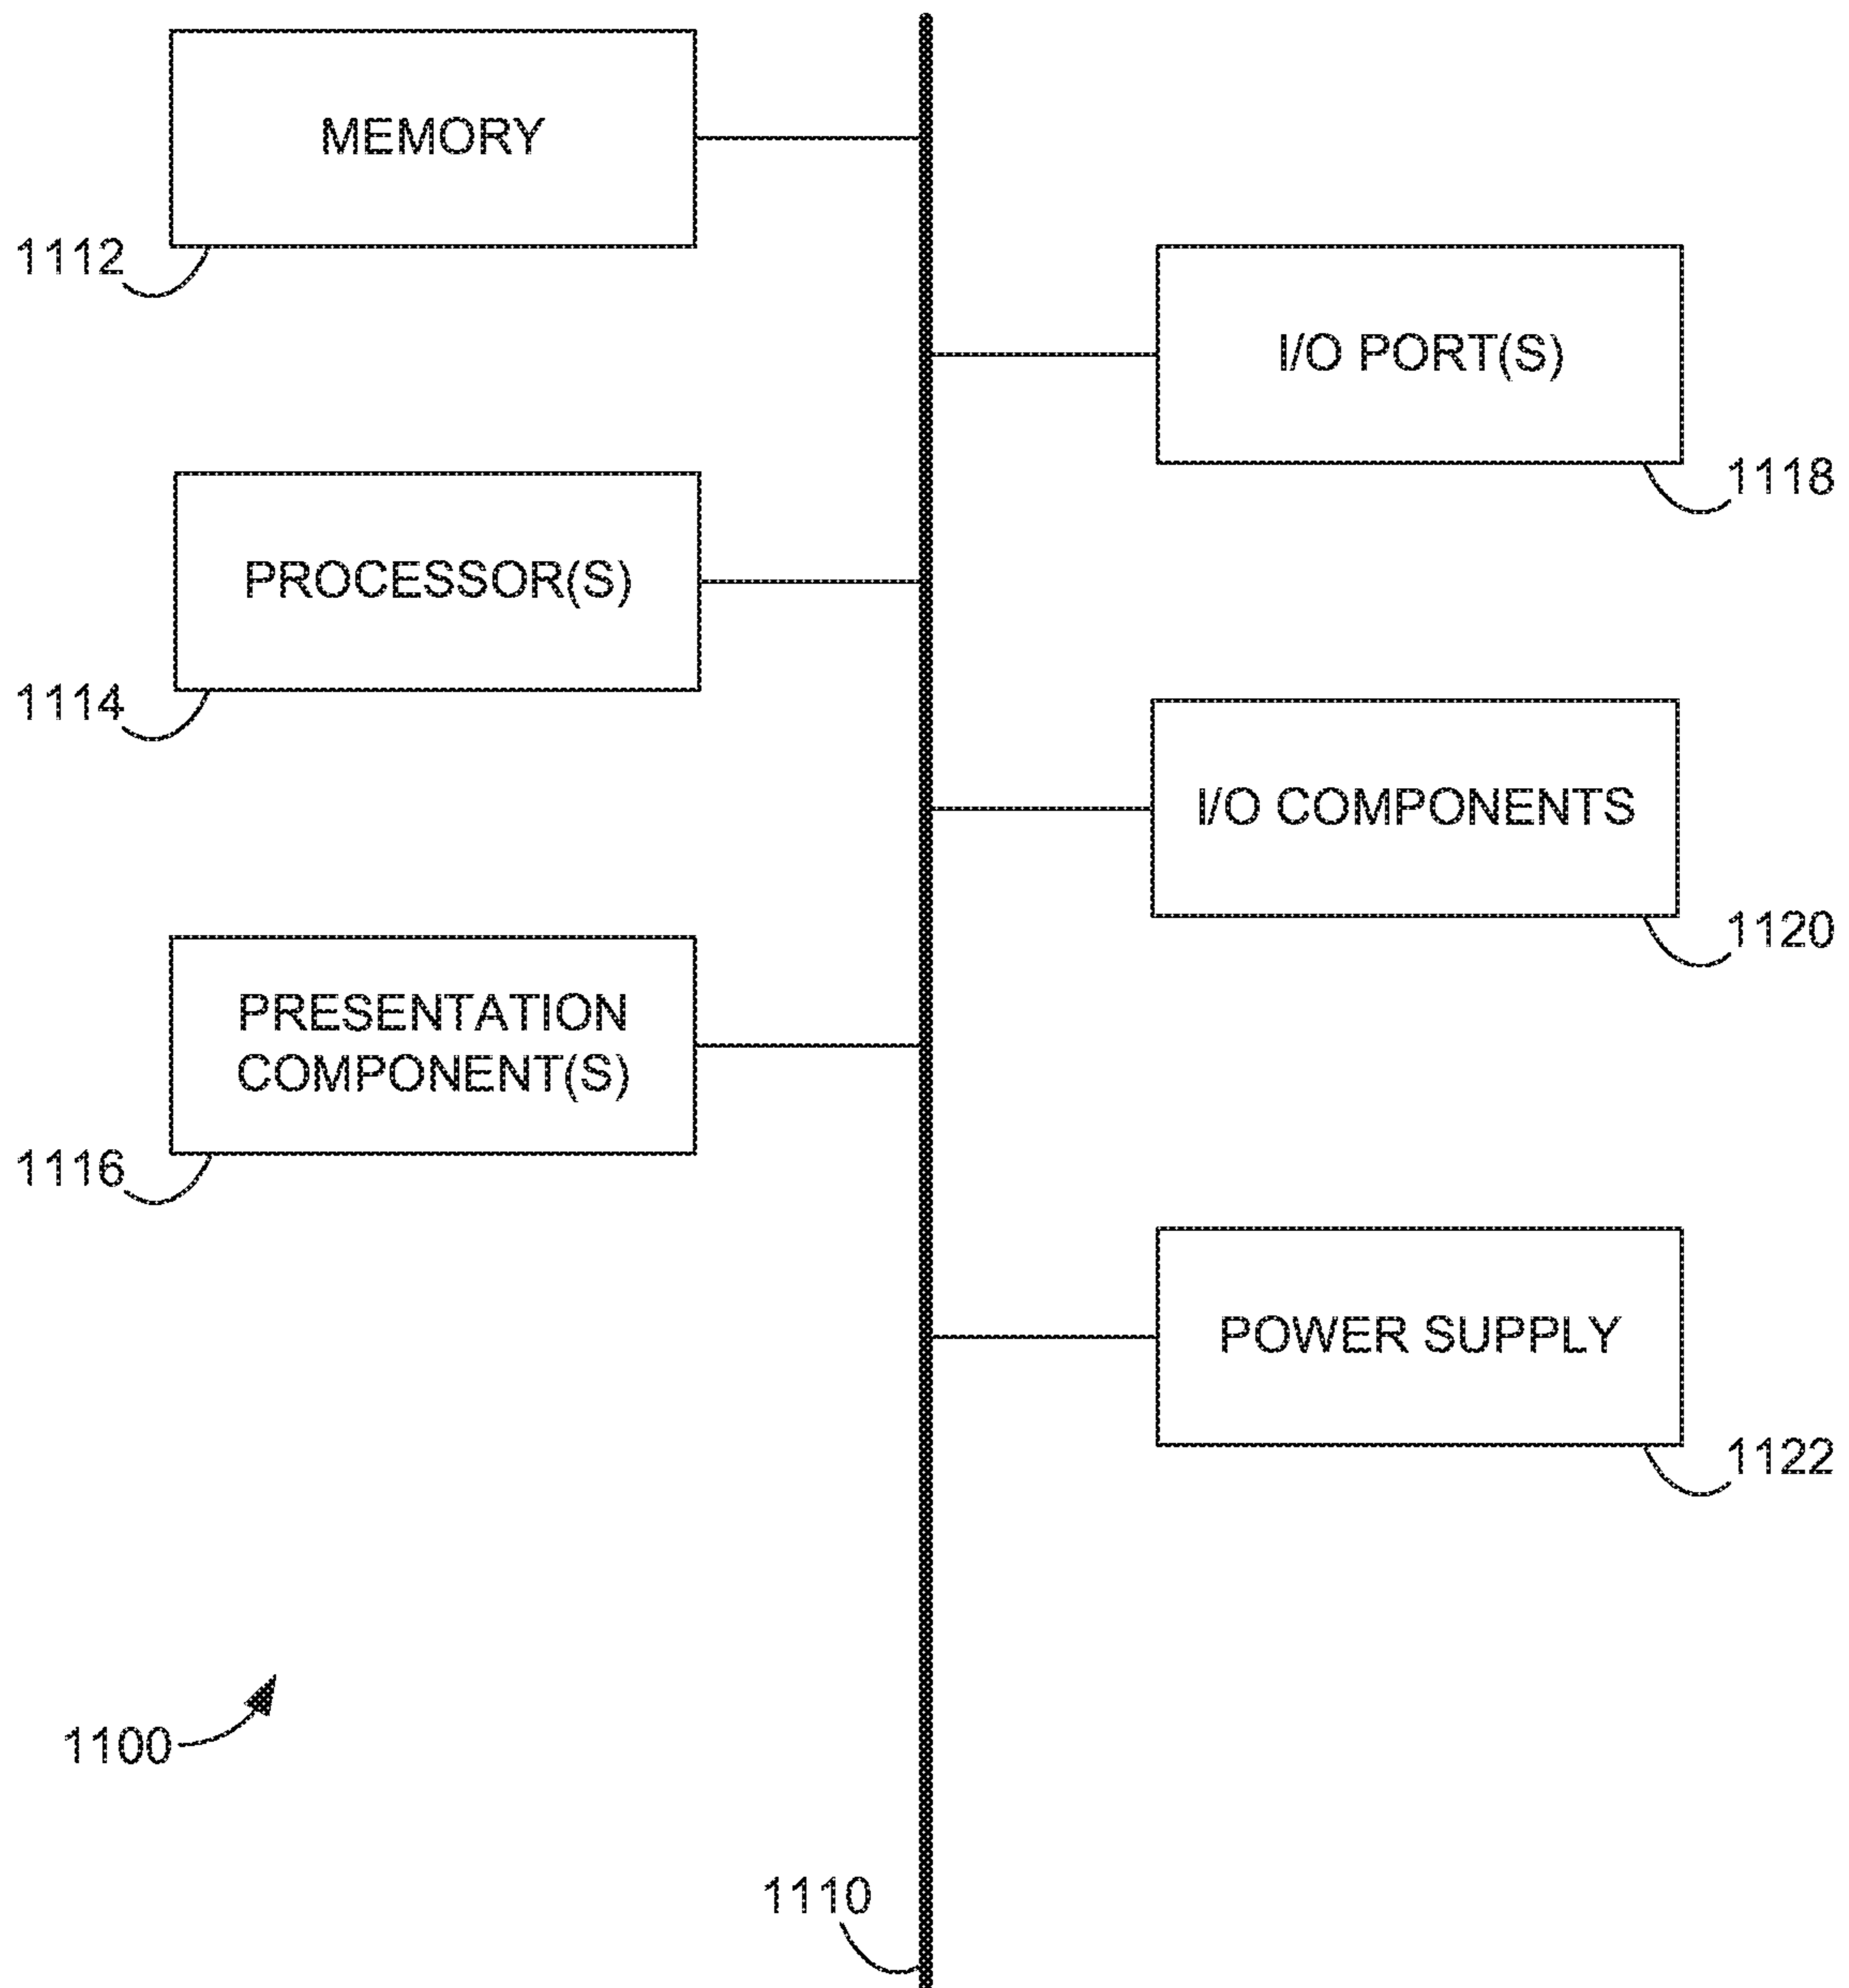 MEMORY
1112
I/O PORT(S)
1118
PROCESSOR(S)
1114
I/O COMPONENTS
1120
PRESENTATION
COMPONENT(S)
1116
POWER SUPPLY
1122
1100
1110